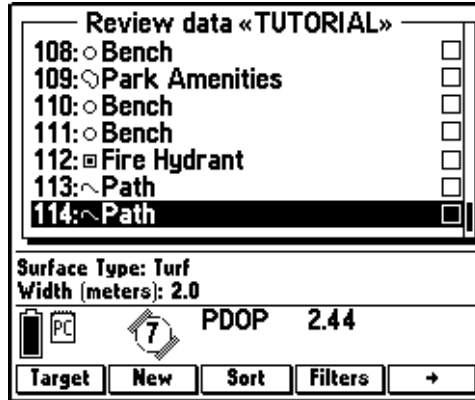 Review data «TUTORIAL»
108: Bench
109: Park Amenities
110: Bench
111: Bench
112: Fire Hydrant
113: Path
114: Path
Surface Type: Turf
Width (meters): 2.0
PC 7 PDOP 2.44
Target New Sort Filters →